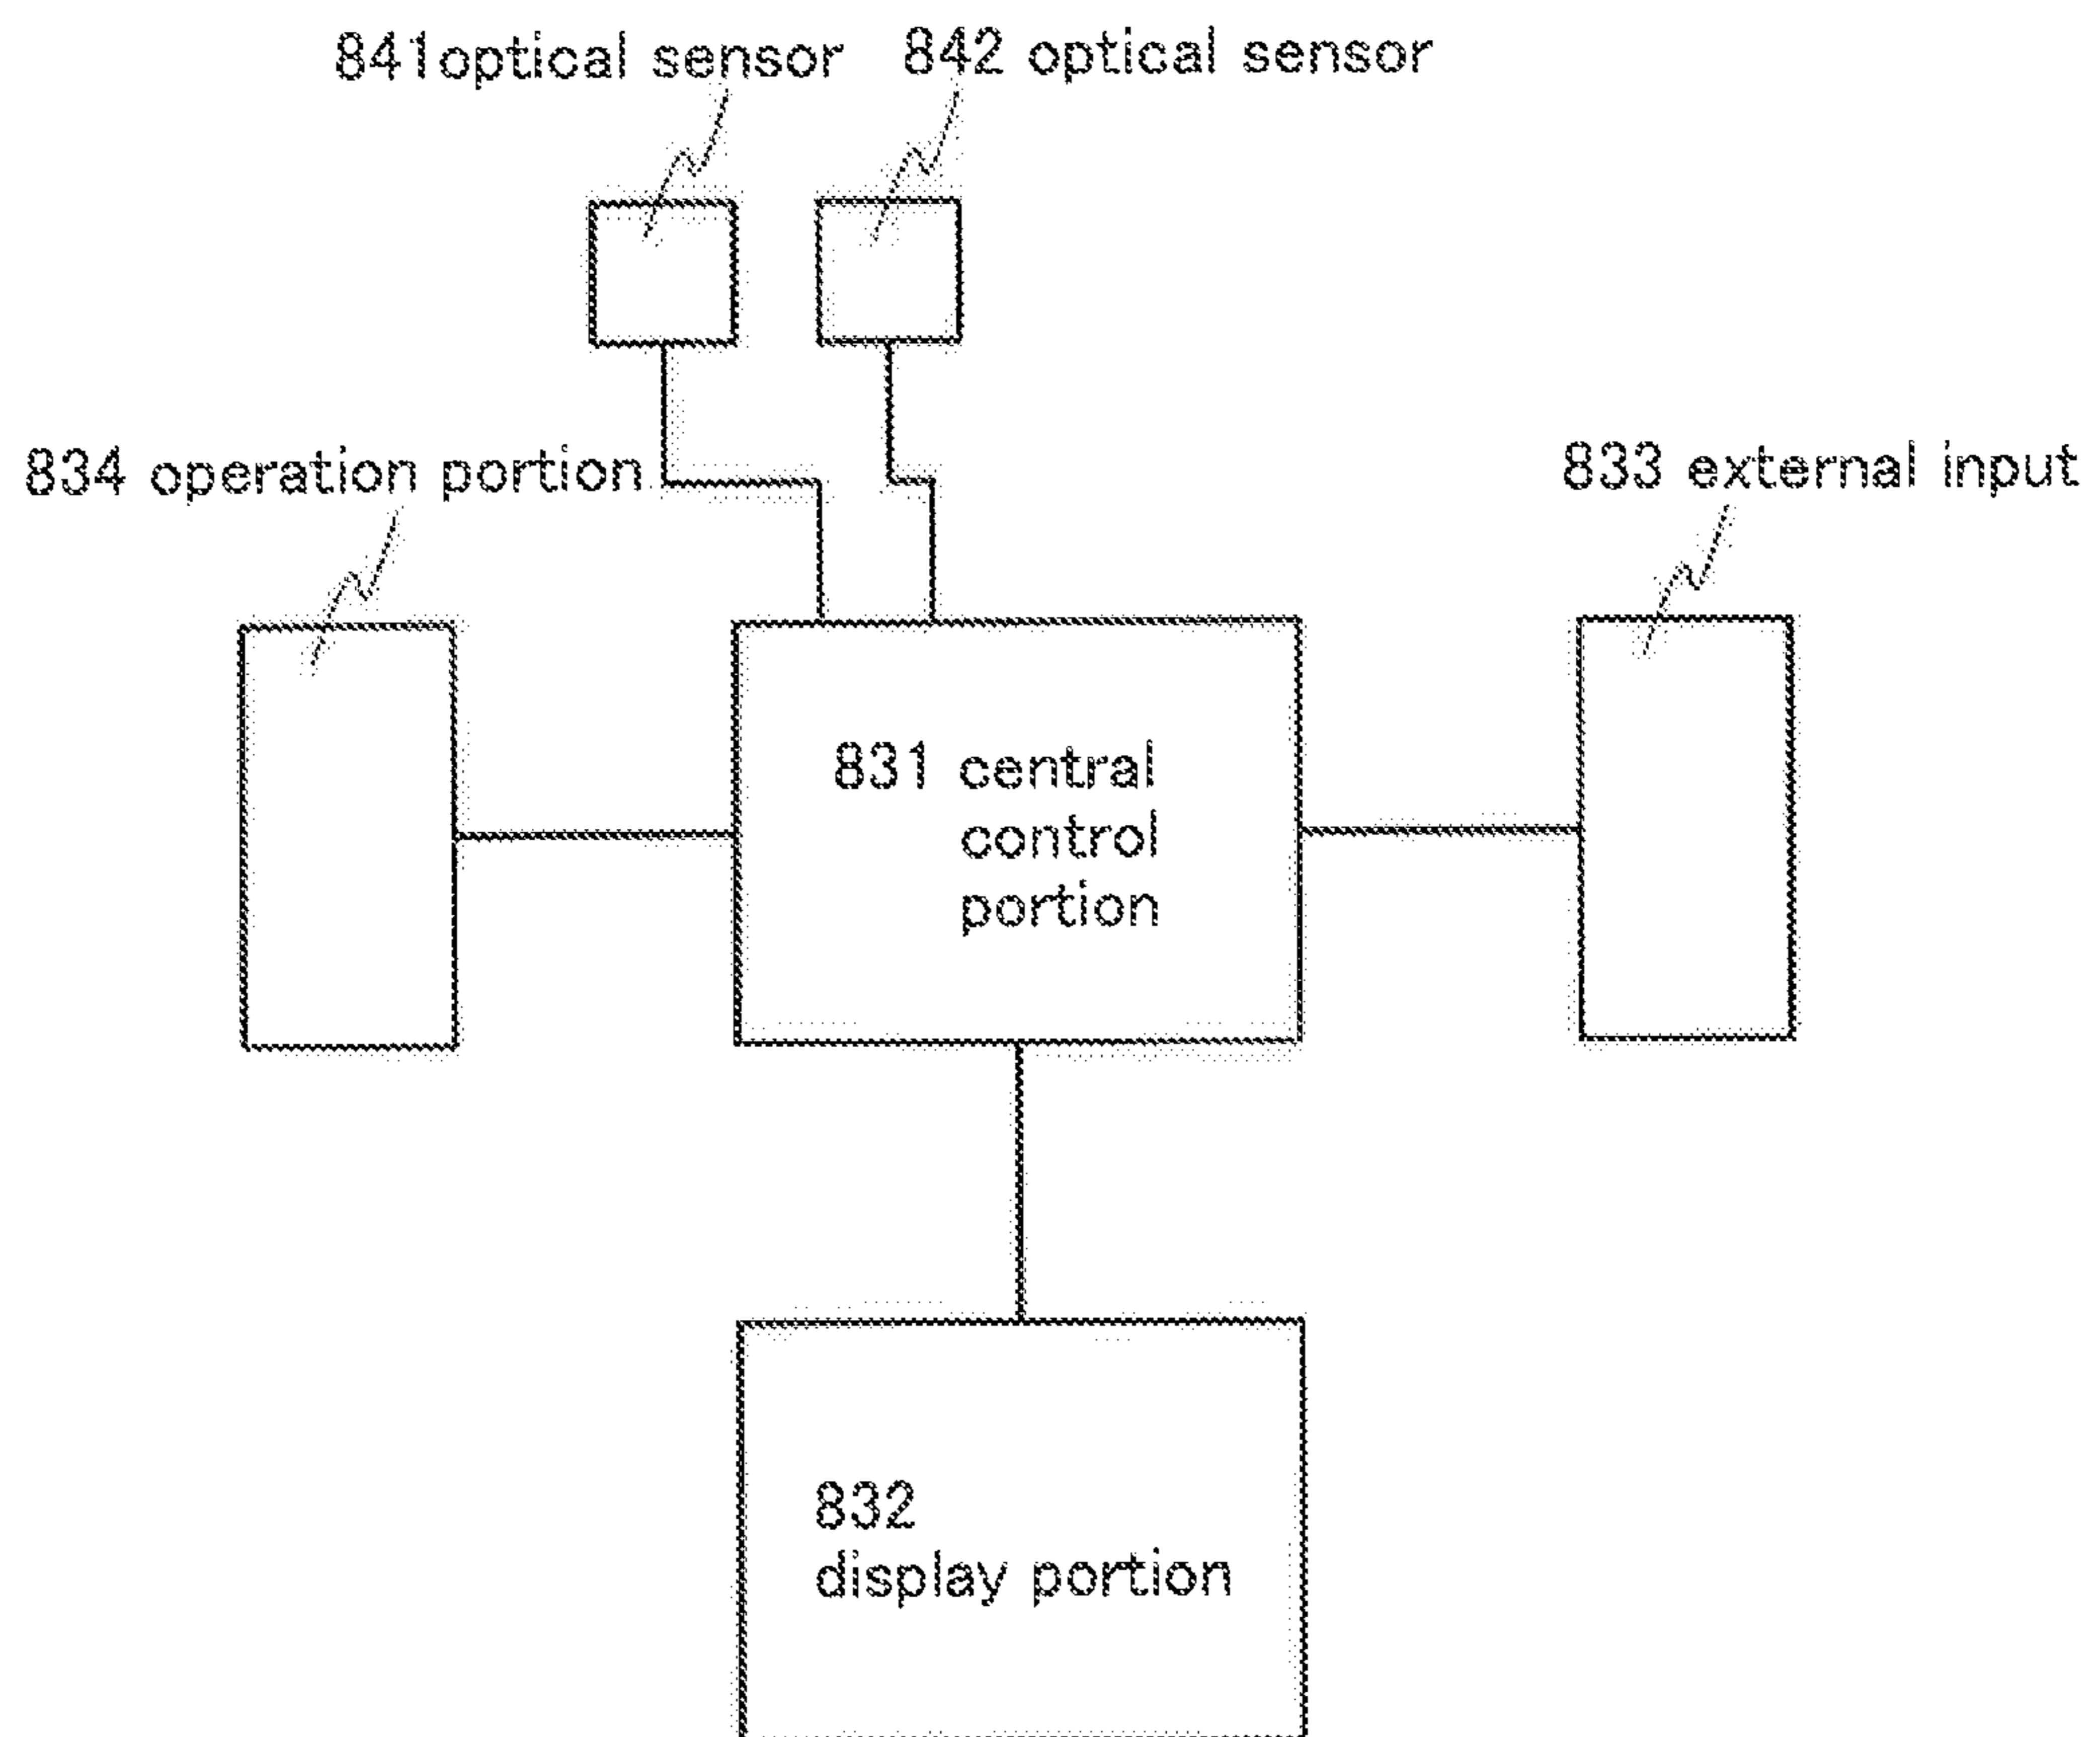 841optical sensor
842 optical sensor
834 operation portion
833 external input
831 central
control
portion
832
display portion